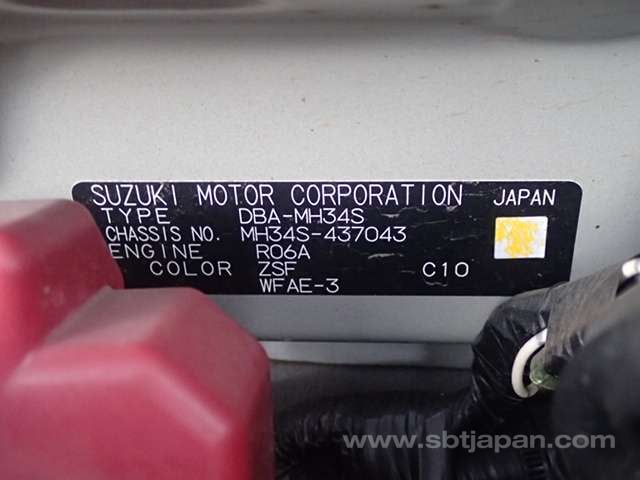 SUZUKI MOTOR CORPORATION JAPAN
TYPE DBA-MH34S
CHASSIS NO. MH34S-437043
ENGINE R06A
COLOR ZSF C10
WFAE-3
www.sbtjapan.com